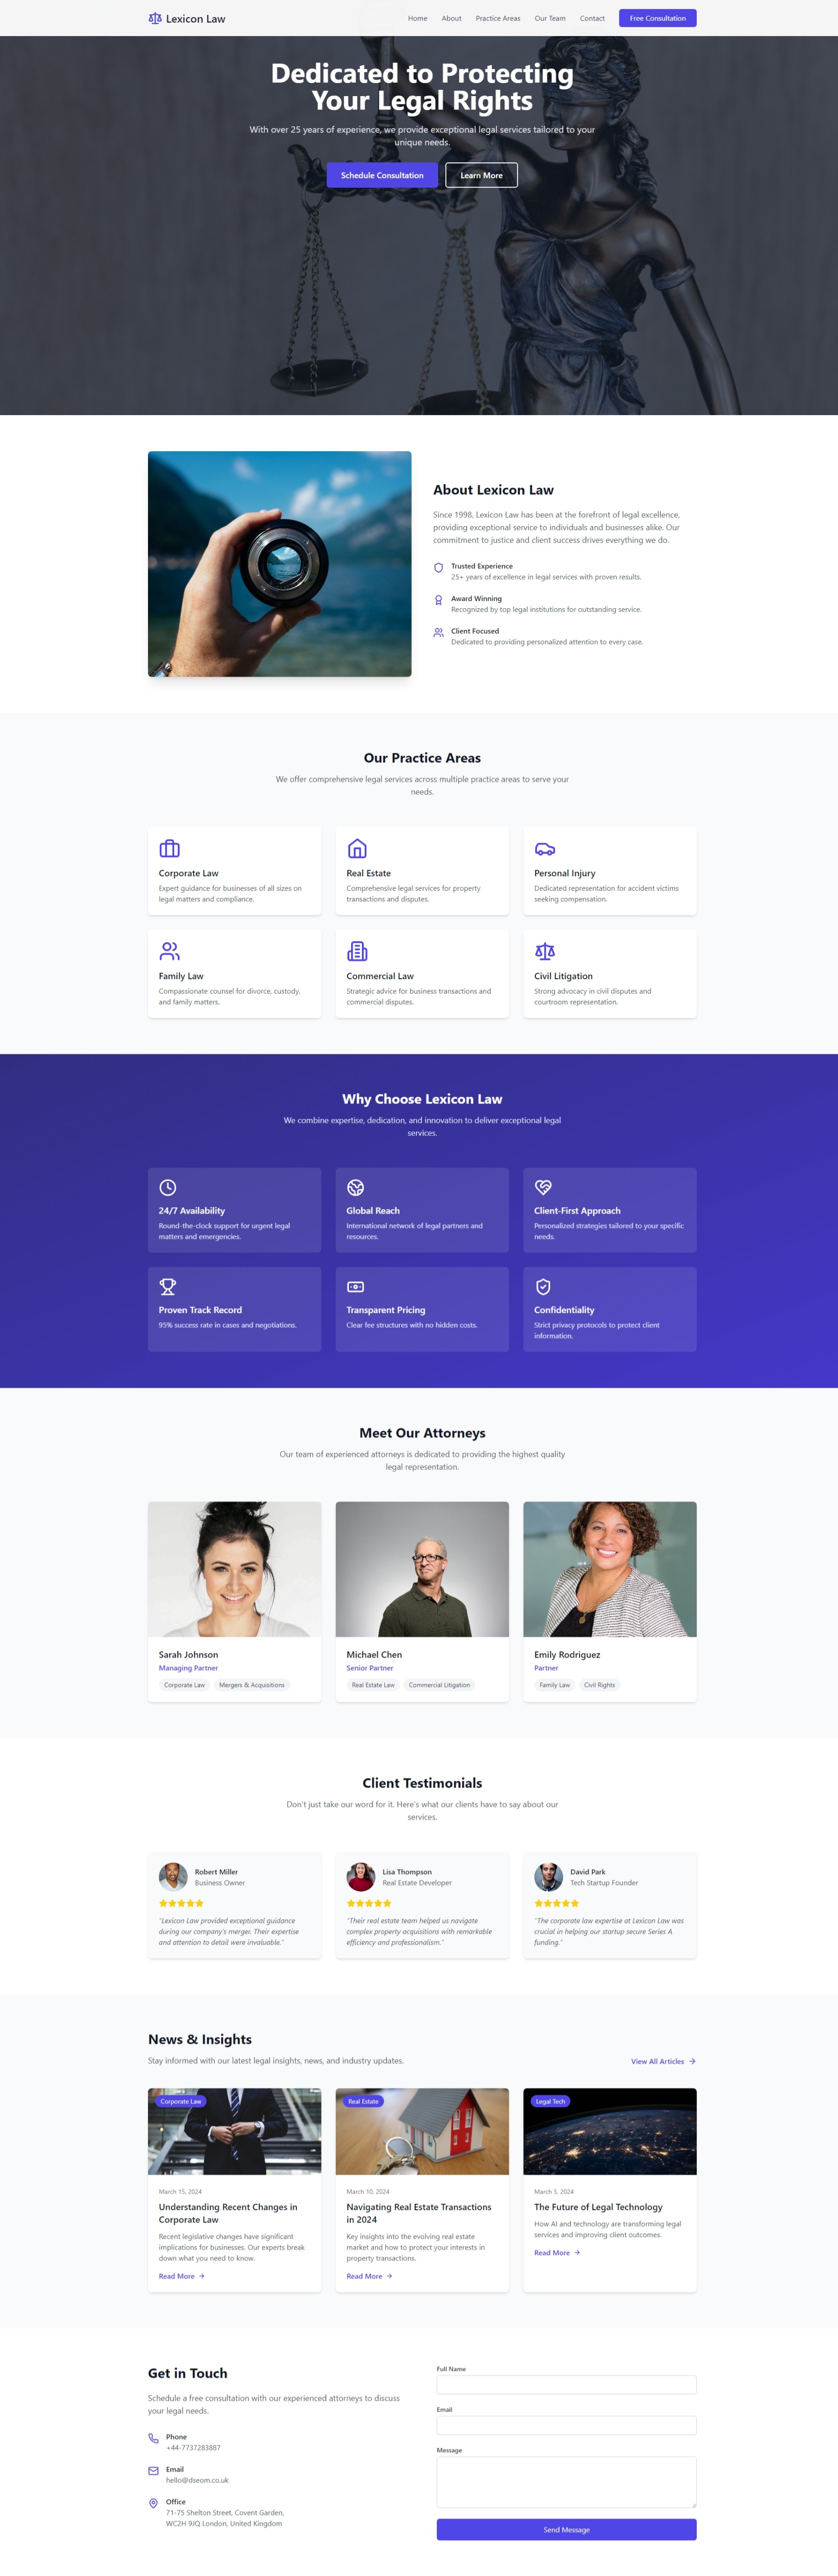 Lexicon Law
Home
About
Practice Areas
Our Team
Contact
Free Consultation
Dedicated to Protecting
Your Legal Rights
With over 25 years of experience, we provide exceptional legal services tailored to your
unique needs.
Schedule Consultation
Learn More
About Lexicon Law
Since 1998, Lexicon Law has been at the forefront of legal excellence,
providing exceptional service to individuals and businesses alike. Our
commitment to justice and client success drives everything we do.
Trusted Experience
25+ years of excellence in legal services with proven results.
Award Winning
Recognized by top legal institutions for outstanding service.
Client Focused
Dedicated to providing personalized attention to every case.
Our Practice Areas
We offer comprehensive legal services across multiple practice areas to serve your
needs.
Corporate Law
Expert guidance for businesses of all sizes on
legal matters and compliance.
Real Estate
Comprehensive legal services for property
transactions and disputes.
Personal Injury
Dedicated representation for accident victims
seeking compensation.
Family Law
Compassionate counsel for divorce, custody,
and family matters.
Commercial Law
Strategic advice for business transactions and
commercial disputes.
Civil Litigation
Strong advocacy in civil disputes and
courtroom representation.
Why Choose Lexicon Law
We combine expertise, dedication, and innovation to deliver exceptional legal
services.
24/7 Availability
Round-the-clock support for urgent legal
matters and emergencies.
Global Reach
International network of legal partners and
resources.
Client-First Approach
Personalized strategies tailored to your specific
needs.
Proven Track Record
95% success rate in cases and negotiations.
Transparent Pricing
Clear fee structures with no hidden costs.
Confidentiality
Strict privacy protocols to protect client
information.
Meet Our Attorneys
Our team of experienced attorneys is dedicated to providing the highest quality
legal representation.
Sarah Johnson
Managing Partner
Corporate Law
Mergers & Acquisitions
Michael Chen
Senior Partner
Real Estate Law
Commercial Litigation
Emily Rodriguez
Partner
Family Law
Civil Rights
Client Testimonials
Don't just take our word for it. Here's what our clients have to say about our
services.
Robert Miller
Business Owner
"Lexicon Law provided exceptional guidance
during our company's merger. Their expertise
and attention to detail were invaluable."
Lisa Thompson
Real Estate Developer
"Their real estate team helped us navigate
complex property acquisitions with remarkable
efficiency and professionalism."
David Park
Tech Startup Founder
"The corporate law expertise at Lexicon Law was
crucial in helping our startup secure Series A
funding."
News & Insights
Stay informed with our latest legal insights, news, and industry updates.
View All Articles
Corporate Law
March 15, 2024
Understanding Recent Changes in
Corporate Law
Recent legislative changes have significant
implications for businesses. Our experts break
down what you need to know.
Read More
Real Estate
March 10, 2024
Navigating Real Estate Transactions
in 2024
Key insights into the evolving real estate
market and how to protect your interests in
property transactions.
Read More
Legal Tech
March 5, 2024
The Future of Legal Technology
How AI and technology are transforming legal
services and improving client outcomes.
Read More
Get in Touch
Schedule a free consultation with our experienced attorneys to discuss
your legal needs.
Phone
+44-7737283887
Email
hello@dseom.co.uk
Office
71-75 Shelton Street, Covent Garden,
WC2H 9JQ London, United Kingdom
Full Name
Email
Message
Send Message